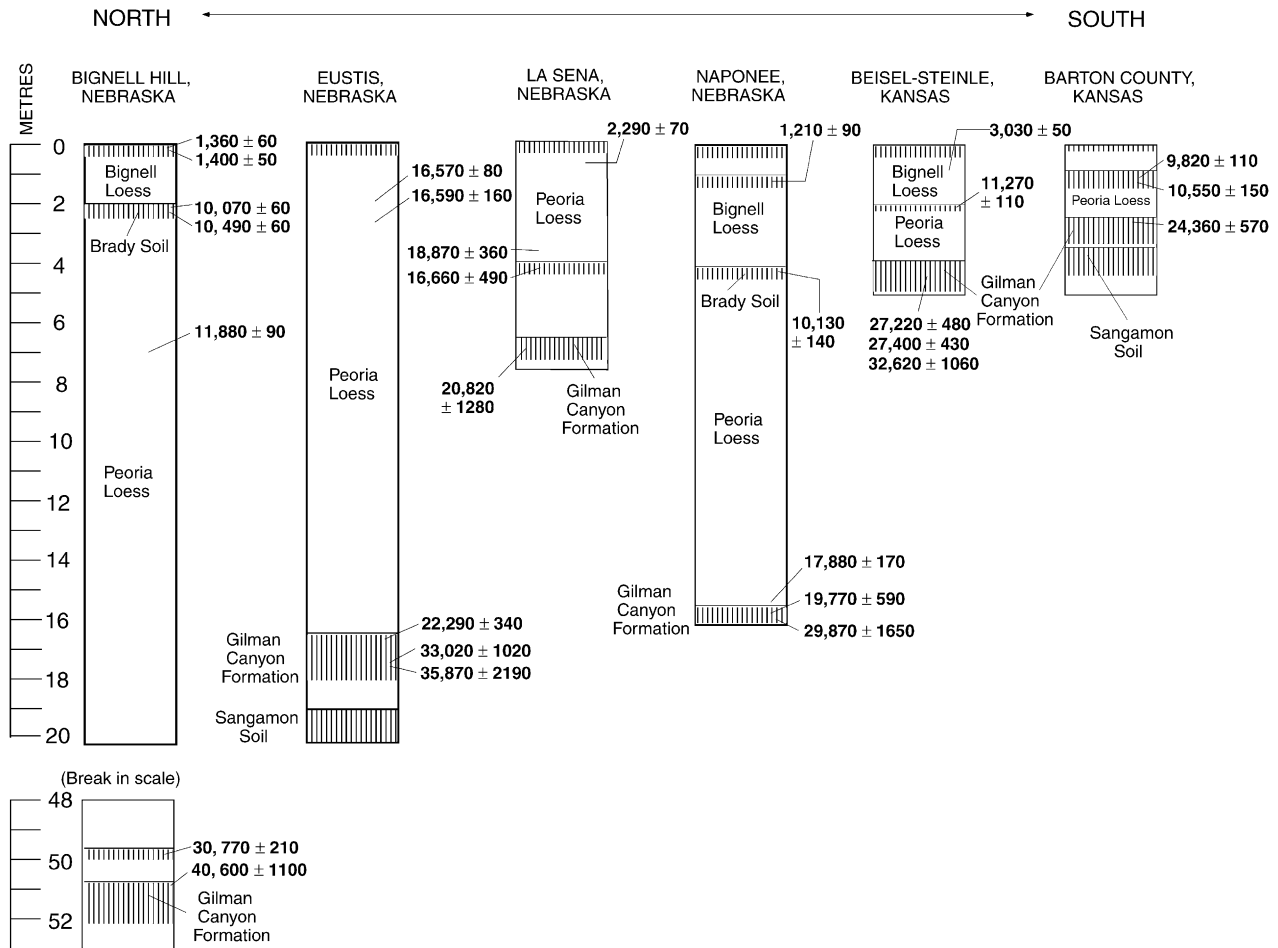 NORTH
SOUTH
METRES
BIGNELL HILL,
NEBRASKA
EUSTIS,
NEBRASKA
LA SENA,
NEBRASKA
NAPONEE,
NEBRASKA
BEISEL-STEINLE,
KANSAS
BARTON COUNTY,
KANSAS
0
2
4
6
8
10
12
14
16
18
20
1,360 ± 60
1,400 ± 50
Bignell
Loess
10, 070 ± 60
10, 490 ± 60
Brady Soil
11,880 ± 90
Peoria
Loess
(Break in scale)
48
50
52
30, 770 ± 210
40, 600 ± 1100
Gilman
Canyon
Formation
16,570 ± 80
16,590 ± 160
Peoria
Loess
22,290 ± 340
33,020 ± 1020
35,870 ± 2190
Gilman
Canyon
Formation
Sangamon
Soil
2,290 ± 70
Peoria
Loess
18,870 ± 360
16,660 ± 490
20,820
± 1280
Gilman
Canyon
Formation
1,210 ± 90
Bignell
Loess
Brady Soil
10,130
± 140
Peoria
Loess
17,880 ± 170
19,770 ± 590
29,870 ± 1650
Gilman
Canyon
Formation
3,030 ± 50
Bignell
Loess
11,270
± 110
Peoria
Loess
27,220 ± 480
27,400 ± 430
32,620 ± 1060
Gilman
Canyon
Formation
9,820 ± 110
10,550 ± 150
Peoria Loess
24,360 ± 570
Sangamon
Soil